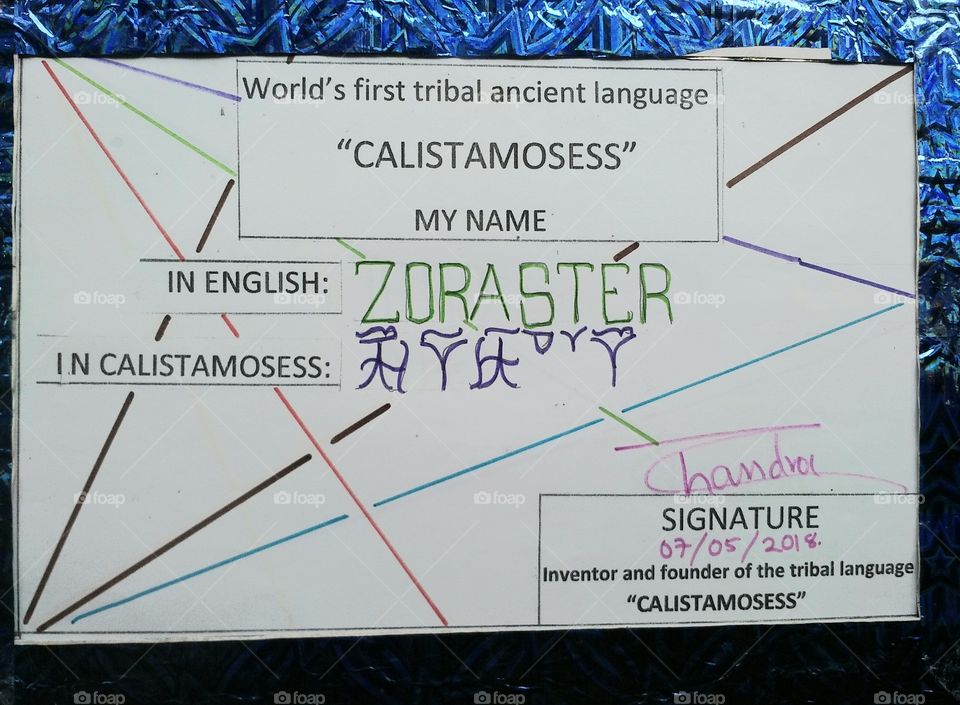 World's first tribal ancient language
"CALISTAMOSESS"
MY NAME
IN ENGLISH: ZORASTER
IN CALISTAMOSESS:
Chandra
SIGNATURE
07/05/2018.
Inventor and founder of the tribal language
"CALISTAMOSESS"